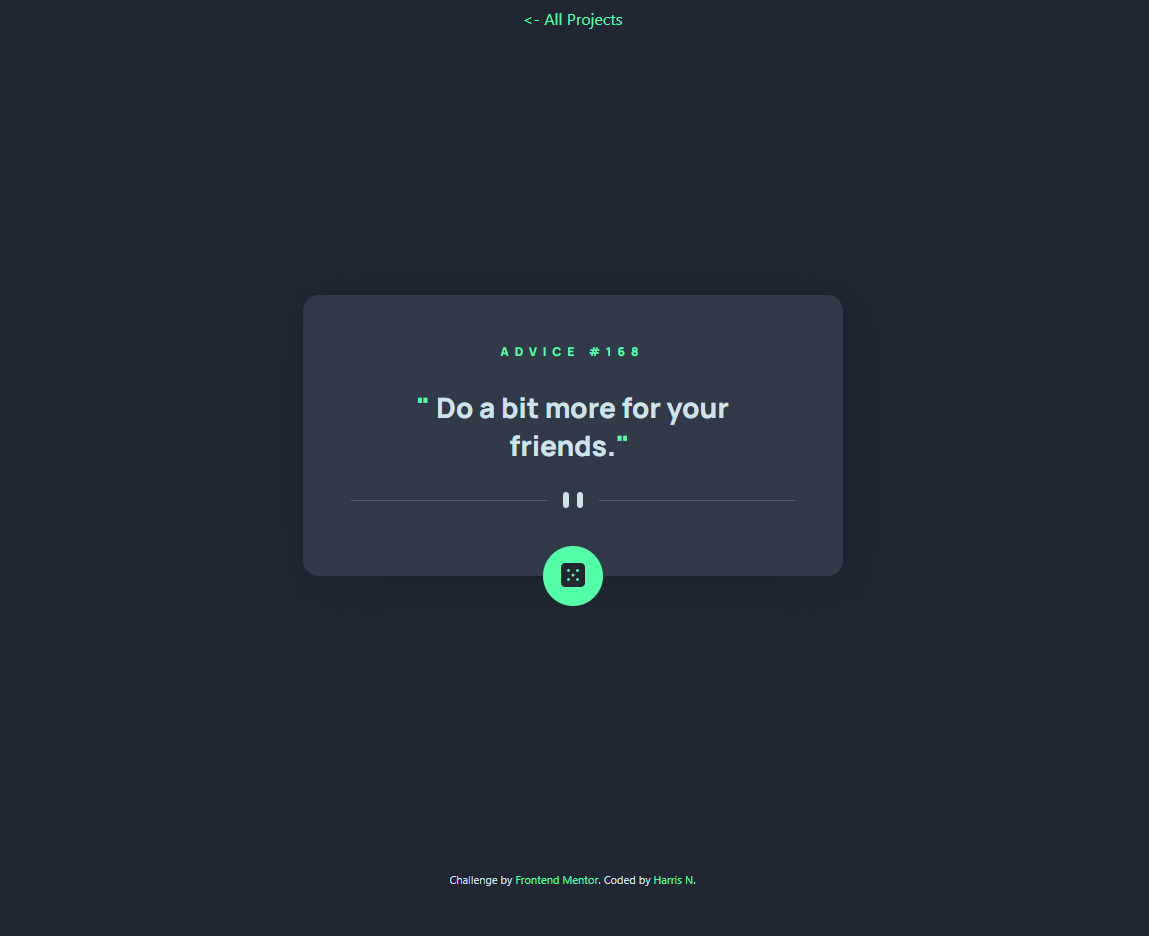 <- All Projects
ADVICE #168
" Do a bit more for your
friends."
Challenge by Frontend Mentor. Coded by Harris N.